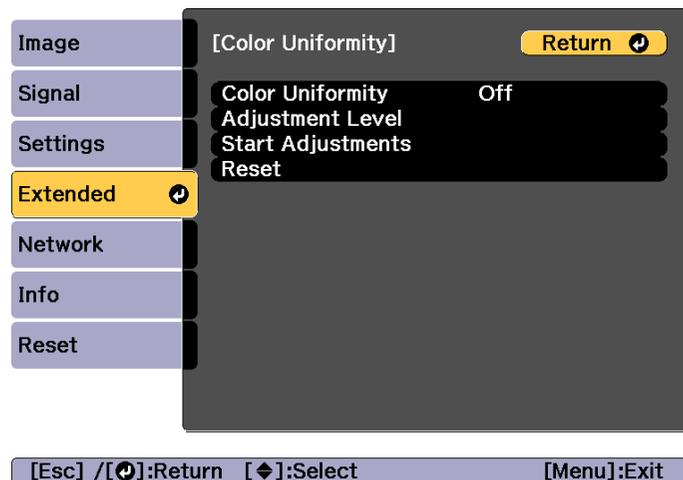 Image
Signal
Settings
Extended
Network
Info
Reset
[Color Uniformity]
Return
Color Uniformity Off
Adjustment Level
Start Adjustments
Reset
[Esc] /[⏎]:Return [◆]:Select [Menu]:Exit